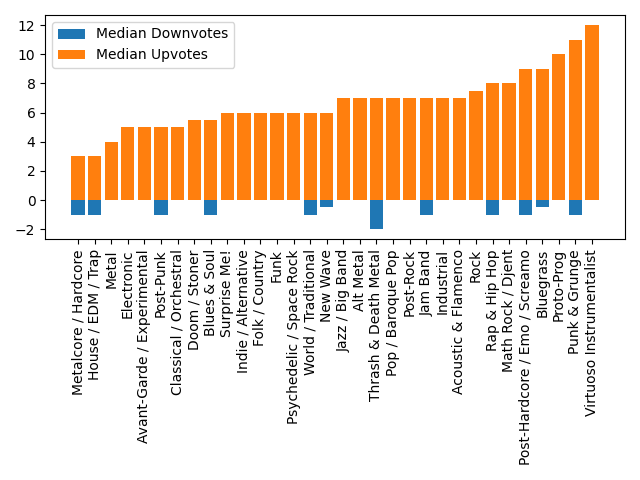 Median Downvotes
Median Upvotes
12
10
8
6
4
2
0
−2
Metalcore / Hardcore
House / EDM / Trap
Metal
Electronic
Avant-Garde / Experimental
Post-Punk
Classical / Orchestral
Doom / Stoner
Blues & Soul
Surprise Me!
Indie / Alternative
Folk / Country
Funk
Psychedelic / Space Rock
World / Traditional
New Wave
Jazz / Big Band
Alt Metal
Thrash & Death Metal
Pop / Baroque Pop
Post-Rock
Jam Band
Industrial
Acoustic & Flamenco
Rock
Rap & Hip Hop
Math Rock / Djent
Post-Hardcore / Emo / Screamo
Bluegrass
Proto-Prog
Punk & Grunge
Virtuoso Instrumentalist